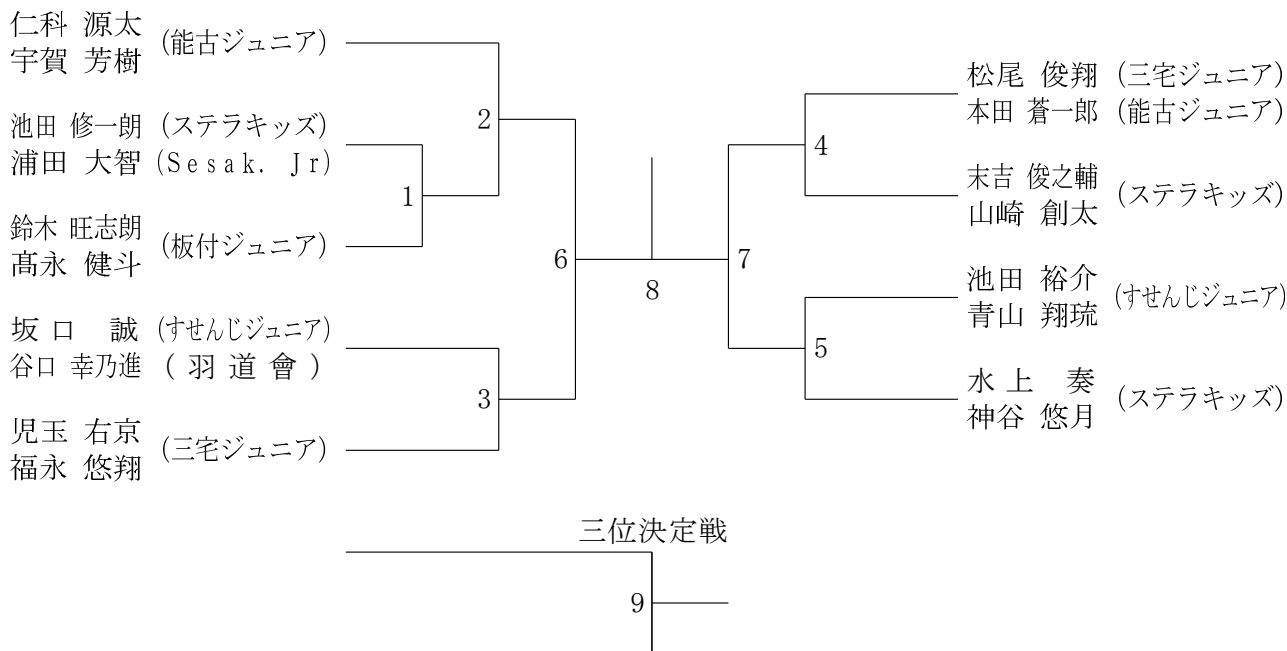 仁科 源太
宇賀 芳樹
(能古ジュニア)
池田 修一朗 (ステラキッズ)
浦田 大智 (Sesak. Jr)
鈴木 旺志朗
髙永 健斗
(板付ジュニア)
坂口 誠 (すせんじジュニア)
谷口 幸乃進 (羽道會)
児玉 右京
福永 悠翔
(三宅ジュニア)
1
2
3
6
8
7
4
5
松尾 俊翔 (三宅ジュニア)
本田 蒼一郎 (能古ジュニア)
末吉 俊之輔
山崎 創太
(ステラキッズ)
池田 裕介
青山 翔琉
(すせんじジュニア)
水上 奏
神谷 悠月
(ステラキッズ)
三位決定戦
9